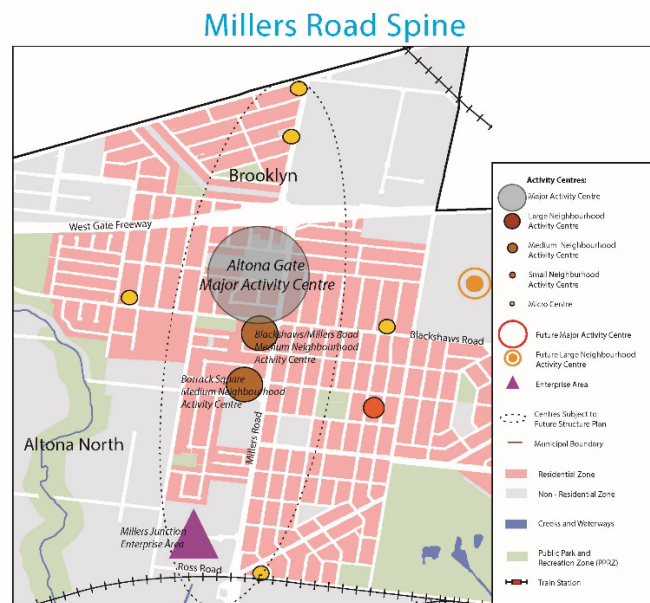 Millers Road Spine
Brooklyn
West Gate Freeway
Altona Gate
Major Activity Centre
Blackshaws/Millers Road
Medium Neighbourhood
Activity Centre
Blackshaws Road
Borrack Square
Medium Neighbourhood
Activity Centre
Millers Road
Altona North
Millers Junction
Enterprise Area
Ross Road
Activity Centres:
Major Activity Centre
Large Neighbourhood
Activity Centre
Medium Neighbourhood
Activity Centre
Small Neighburhood
Activity Centre
Micro Centre
Future Major Activity Centre
Future Large Neighbourhood
Activity Centre
Enterprise Area
Centres Subject to
Future Structure Plan
Municipal Boundary
Residential Zone
Non - Residential Zone
Creeks and Waterways
Public Park and
Recreation Zone (PPRZ)
Train Station